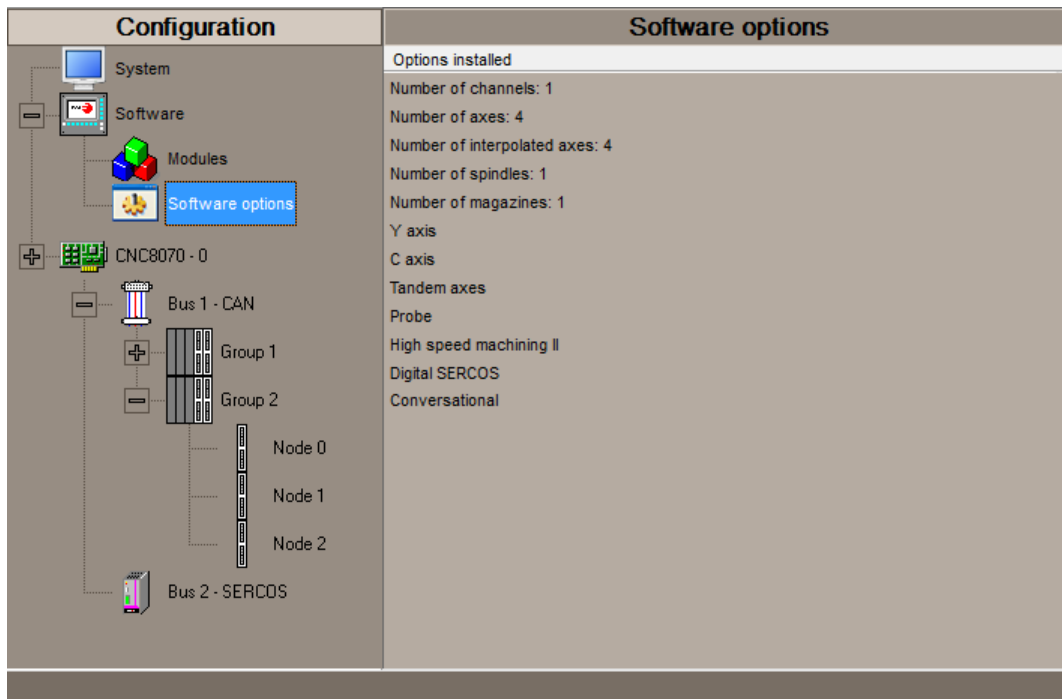 Configuration
System
Software
Modules
Software options
CNC8070 - 0
Bus 1 - CAN
Group 1
Group 2
Node 0
Node 1
Node 2
Bus 2 - SERCOS
Software options
Options installed
Number of channels: 1
Number of axes: 4
Number of interpolated axes: 4
Number of spindles: 1
Number of magazines: 1
Y axis
C axis
Tandem axes
Probe
High speed machining II
Digital SERCOS
Conversational